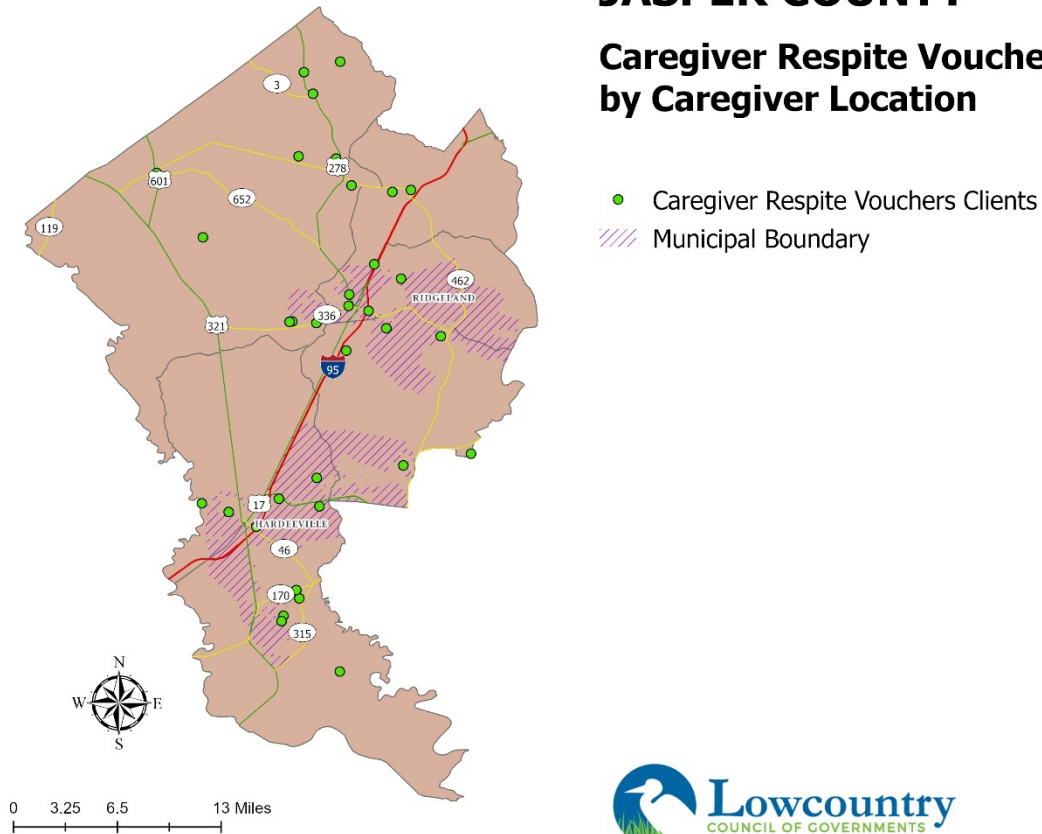 JASPER COUNTY
Caregiver Respite Vouche
by Caregiver Location
Caregiver Respite Vouchers Clients
Municipal Boundary
3
278
601
652
119
462
RIDGELAND
336
321
95
17
HARDEEVILLE
46
170
315
N
W
E
S
0 3.25 6.5 13 Miles
Lowcountry
COUNCIL OF GOVERNMENTS